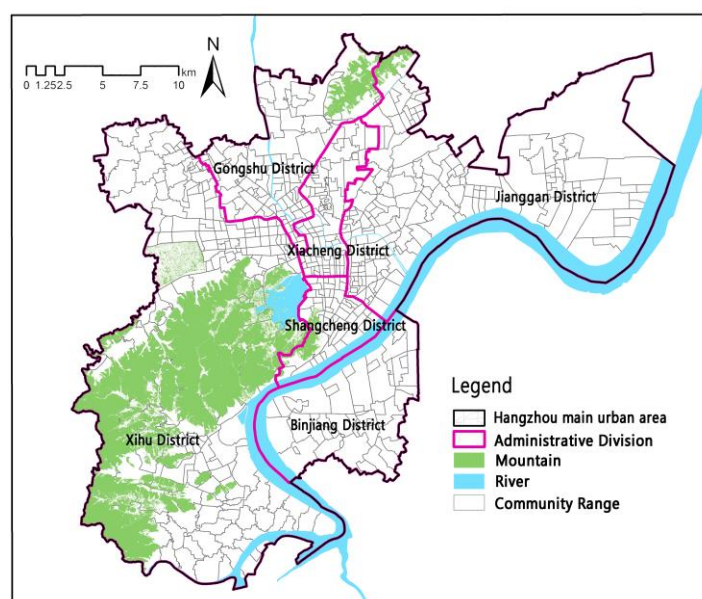 N
km
0 1.252.5 5 7.5 10
Gongshu District
Jianggan District
Xiacheng District
Shangcheng District
Xihu District
Binjiang District
Legend
Hangzhou main urban area
Administrative Division
Mountain
River
Community Range